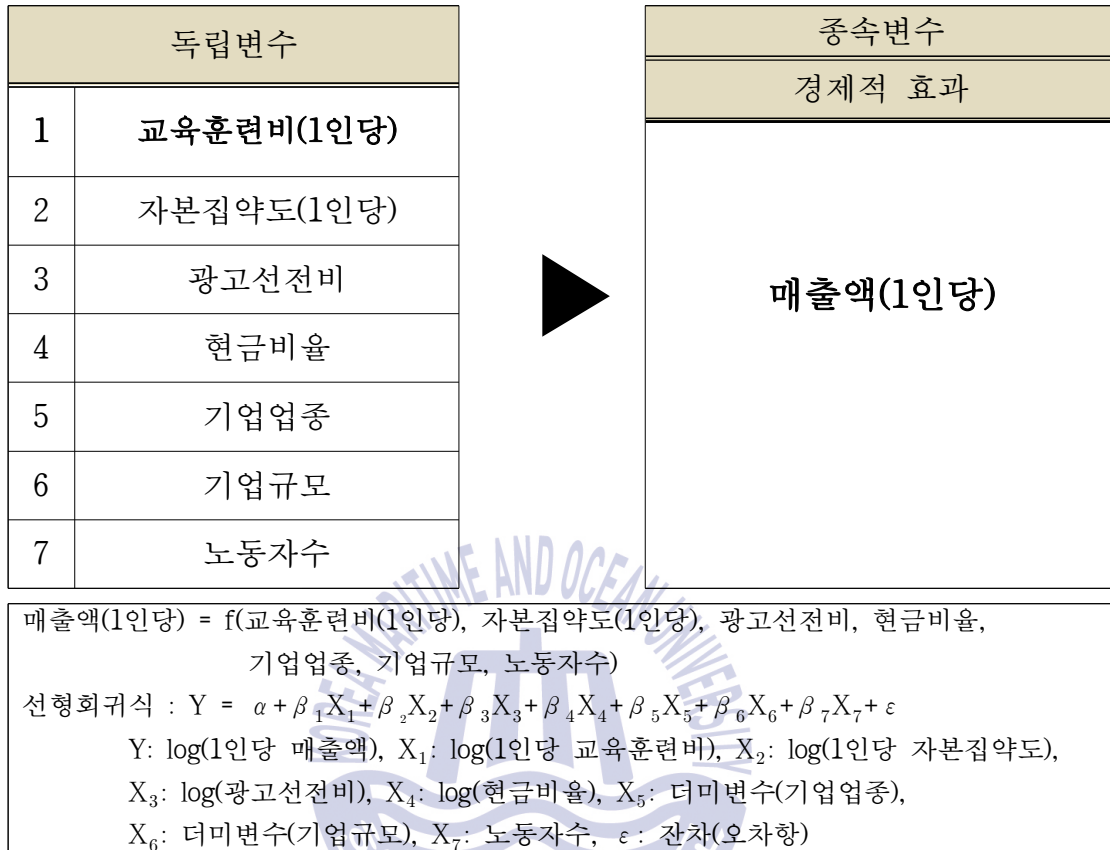 독립변수
1 교육훈련비(1인당)
2 자본집약도(1인당)
3 광고선전비
4 현금비율
5 기업업종
6 기업규모
7 노동자수
종속변수
경제적 효과
매출액(1인당)
매출액(1인당) = f(교육훈련비(1인당), 자본집약도(1인당), 광고선전비, 현금비율,
기업업종, 기업규모, 노동자수)
선형회귀식 : Y = α+β₁X₁+β₂X₂+β₃X₃+β₄X₄+β₅X₅+β₆X₆+β₇X₇+ε
Y: log(1인당 매출액), X₁: log(1인당 교육훈련비), X₂: log(1인당 자본집약도),
X₃: log(광고선전비), X₄: log(현금비율), X₅: 더미변수(기업업종),
X₆: 더미변수(기업규모), X₇: 노동자수, ε: 잔차(오차항)
KOREA MARITIME AND OCEAN UNIVERSITY